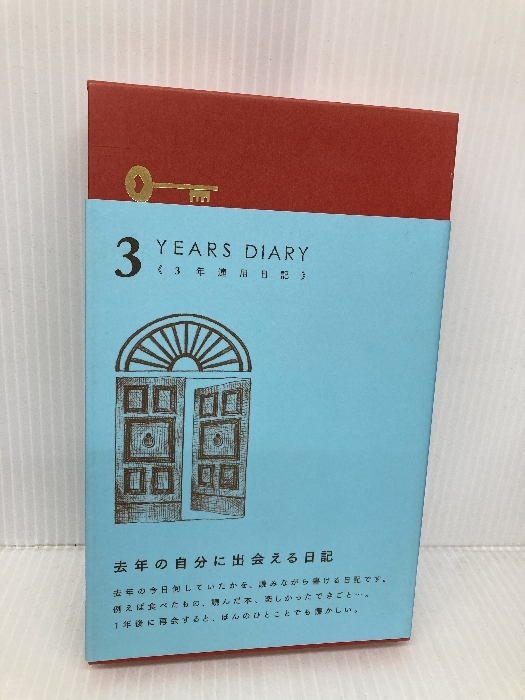 3 YEARS DIARY
《3年連用日記》
去年の自分に出会える日記
去年の今日何していたかを、読みながら書ける日記です。
例えば食べたもの、読んだ本、楽しかったできごと…。
1年後に再会すると、ほんのひとことでも懐かしい。